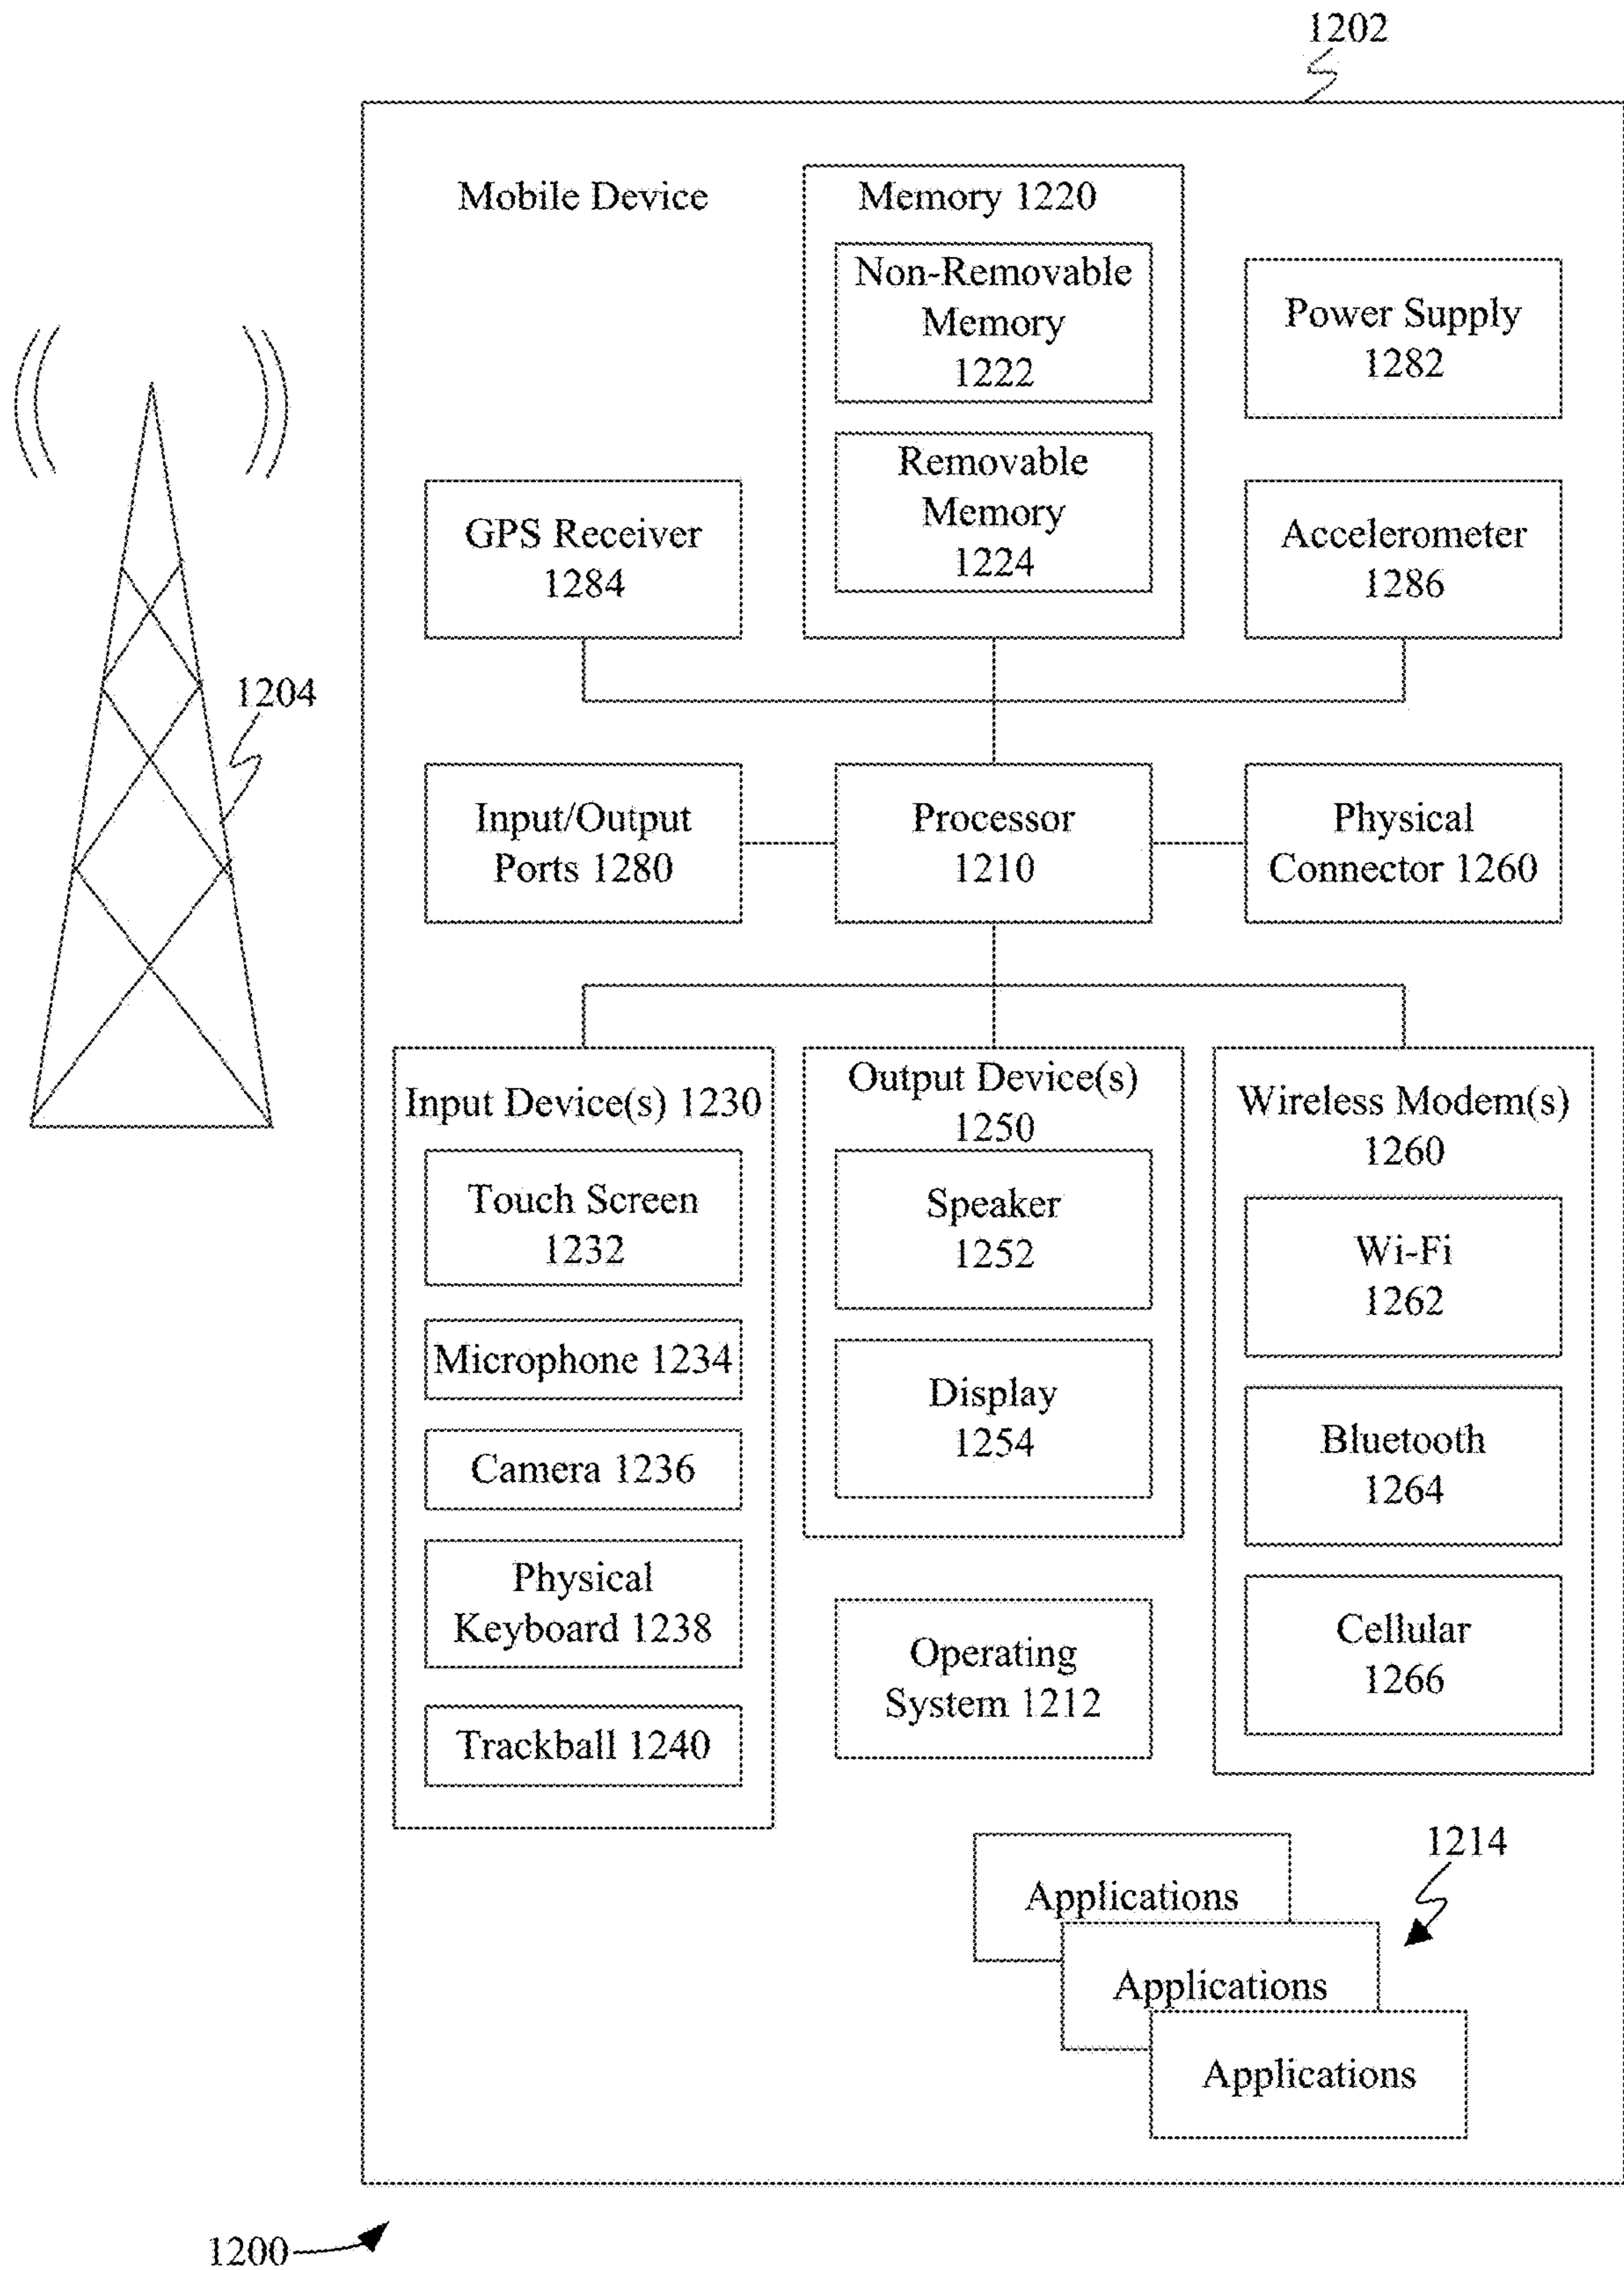 1202
Mobile Device
Memory 1220
Non-Removable
Memory
1222
Removable
Memory
1224
Power Supply
1282
GPS Receiver
1284
Accelerometer
1286
1204
Input/Output
Ports 1280
Processor
1210
Physical
Connector 1260
Input Device(s) 1230
Touch Screen
1232
Microphone 1234
Camera 1236
Physical
Keyboard 1238
Trackball 1240
Output Device(s)
1250
Speaker
1252
Display
1254
Operating
System 1212
Wireless Modem(s)
1260
Wi-Fi
1262
Bluetooth
1264
Cellular
1266
1214
Applications
Applications
Applications
1200